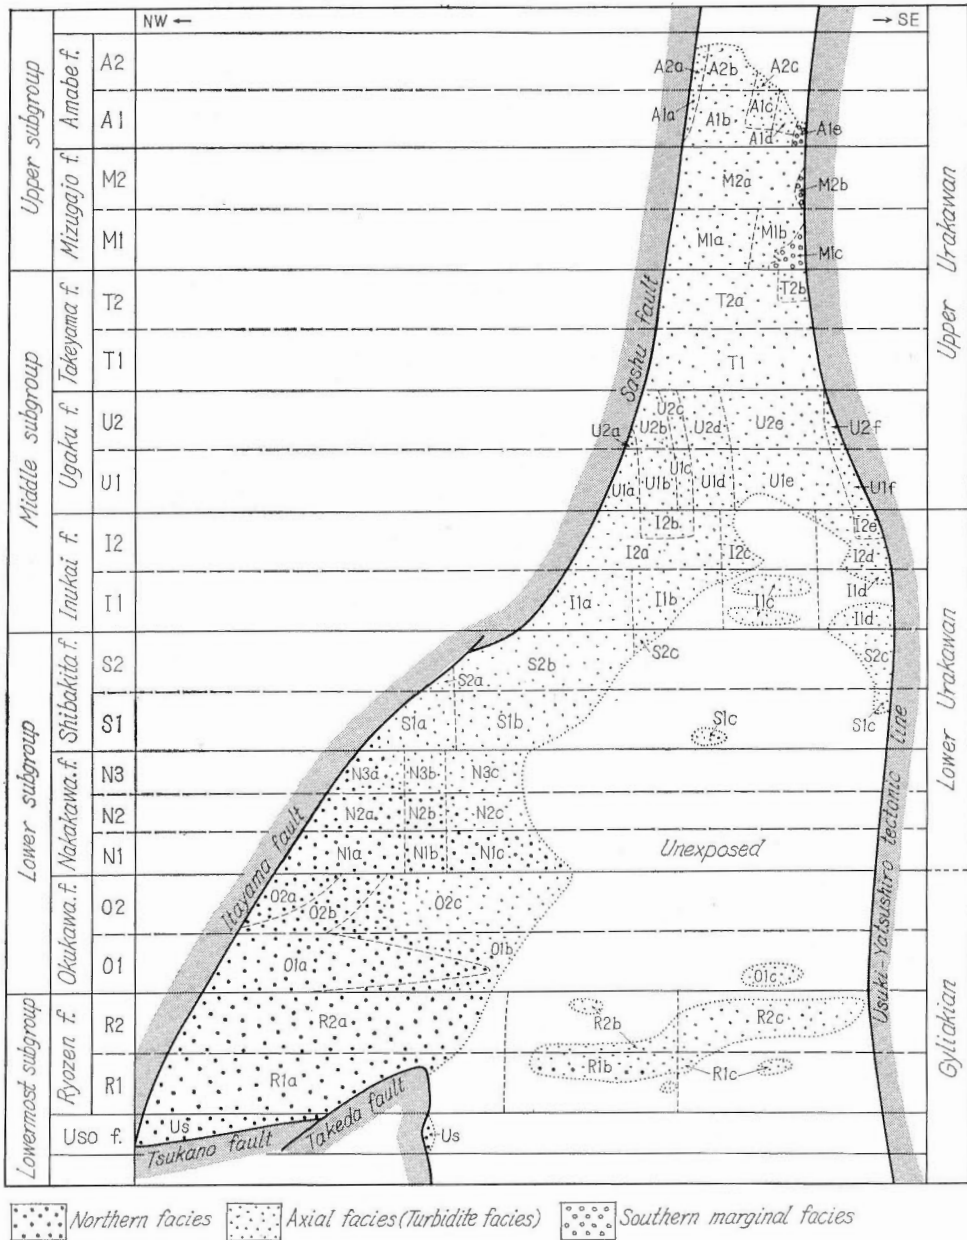 NW ←
→ SE
Upper subgroup
Middle subgroup
Lower subgroup
Lowermost subgroup
Amabe f.
Mizugajo f.
Takeyama f.
Ugaku f.
Inukai f.
Shibakita f.
Nakakawa f.
Okukawa f.
Ryozen f.
Uso f.
A2
A1
M2
M1
T2
T1
U2
U1
I2
I1
S2
S1
N3
N2
N1
O2
O1
R2
R1
A2a
A2b
A2c
A1a
A1b
A1c
A1d
A1e
M2a
M2b
M1a
M1b
M1c
T2a
T2b
T1
U2a
U2b
U2c
U2d
U2e
U2f
U1a
U1b
U1c
U1d
U1e
U1f
I2a
I2b
I2c
I2d
I2e
I1a
I1b
I1c
I1d
I1d
S2a
S2b
S2c
S2c
S1a
S1b
S1c
S1c
N3a
N3b
N3c
N2a
N2b
N2c
N1a
N1b
N1c
Unexposed
O2a
O2b
O2c
O1a
O1b
O1c
R2a
R2b
R2c
R1a
R1b
R1c
Us
Us
Sashu fault
Itayama fault
Tsukano fault
Takeda fault
Usuki-Yatsushiro tectonic line
Upper Urakawan
Lower Urakawan
Gyliakian
Northern facies
Axial facies (Turbidite facies)
Southern marginal facies